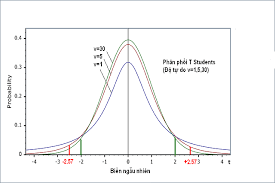 0.4
0.3
0.2
0.1
0
Probability
v=30
v=5
v=1
Phân phối T Students
(Độ tự do v=1,5,30)
-4 -3 -2.57 -2 -1 0 1 2 +2.573 4 t
Biến ngẫu nhiên